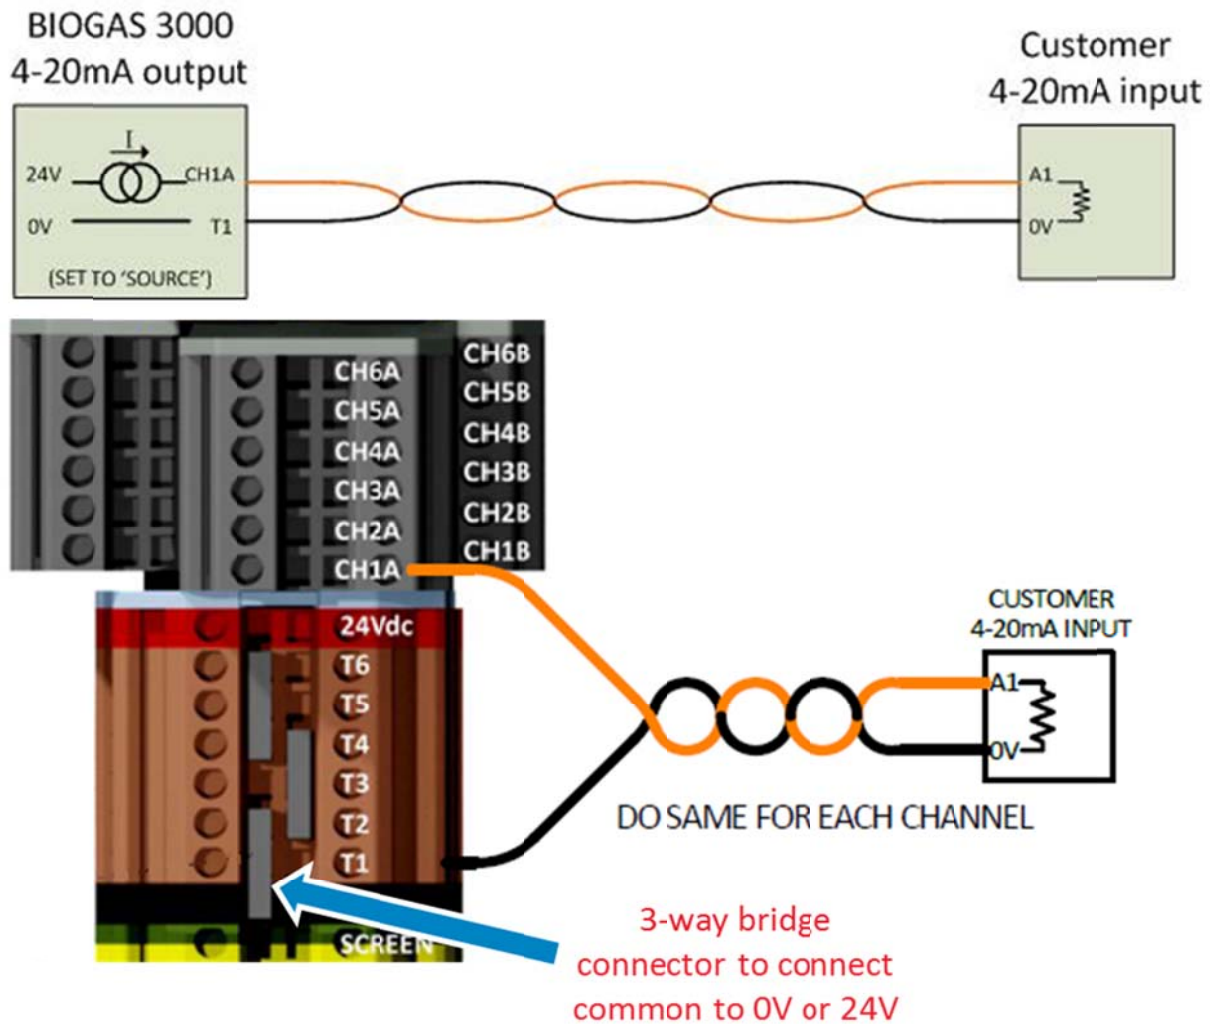 BIOGAS 3000
4-20mA output
Customer
4-20mA input
I
24V
CH1A
A1
0V
T1
0V
(SET TO 'SOURCE')
CH6B
CH6A
CH5B
CH5A
CH4B
CH4A
CH3B
CH3A
CH2B
CH2A
CH1B
CH1A
24Vdc
T6
T5
T4
T3
T2
T1
SCREEN
CUSTOMER
4-20mA INPUT
A1
0V
DO SAME FOR EACH CHANNEL
3-way bridge
connector to connect
common to 0V or 24V